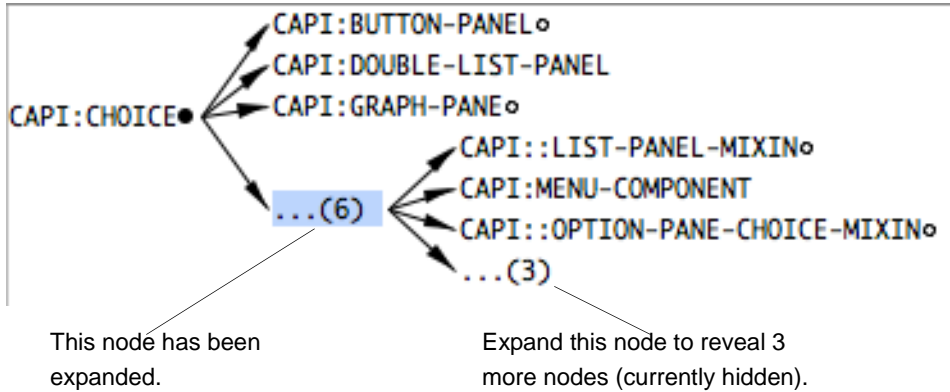 CAPI:BUTTON-PANEL
CAPI:DOUBLE-LIST-PANEL
CAPI:CHOICE
CAPI:GRAPH-PANE
CAPI::LIST-PANEL-MIXIN
CAPI:MENU-COMPONENT
...(6)
CAPI::OPTION-PANE-CHOICE-MIXIN
...(3)
This node has been
expanded.
Expand this node to reveal 3
more nodes (currently hidden).